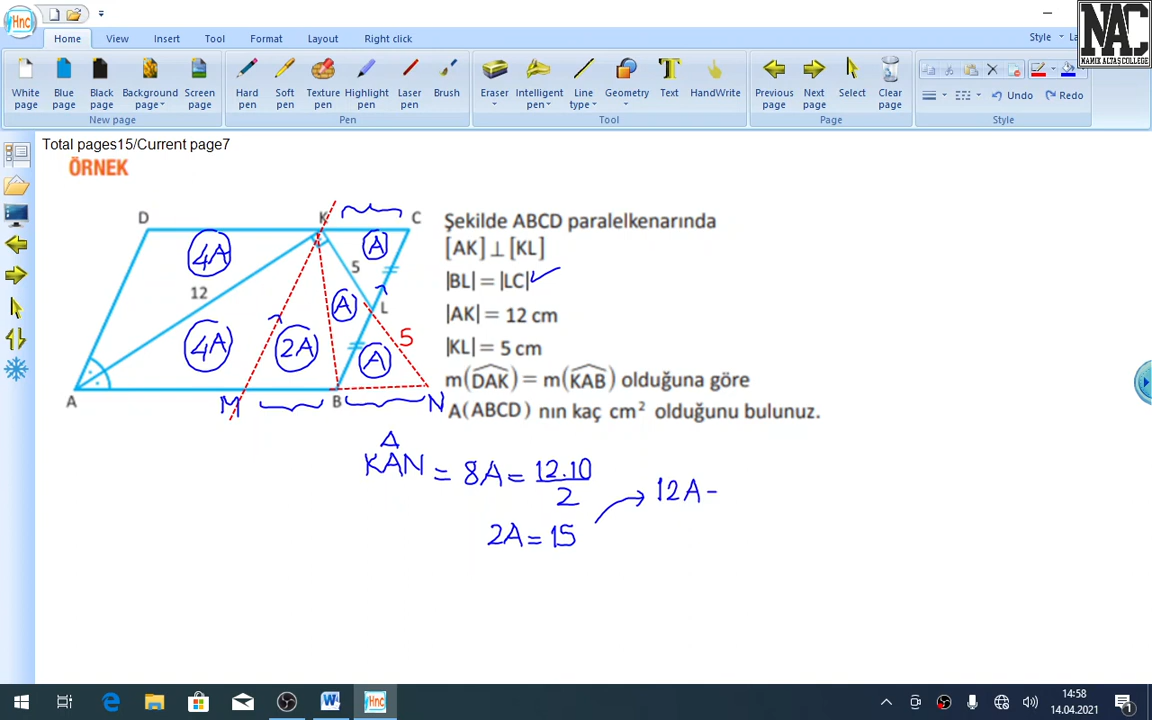 Home View Insert Tool Format Layout Right click
Style
NAC
KAMIK ALTAS COLLEGE
White page
Blue page
Black page
Background page
Screen page
Hard pen
Soft pen
Texture pen
Highlight pen
Laser pen
Brush
Eraser
Intelligent pen
Line type
Geometry
Text
HandWrite
Previous page
Next page
Select
Clear page
Undo Redo
New page Pen Tool Page Style
Total pages15/Current page7
ÖRNEK
D K C
4A A
5
12
A L
4A 2A A 5
A M B N
Şekilde ABCD paralelkenarında
[AK] ⊥ [KL]
|BL| = |LC|
|AK| = 12 cm
|KL| = 5 cm
m(DAK) = m(KAB) olduğuna göre
A(ABCD) nın kaç cm² olduğunu bulunuz.
KAN = 8A = 12.10/2
2A = 15 → 12A -
14:58
14.04.2021